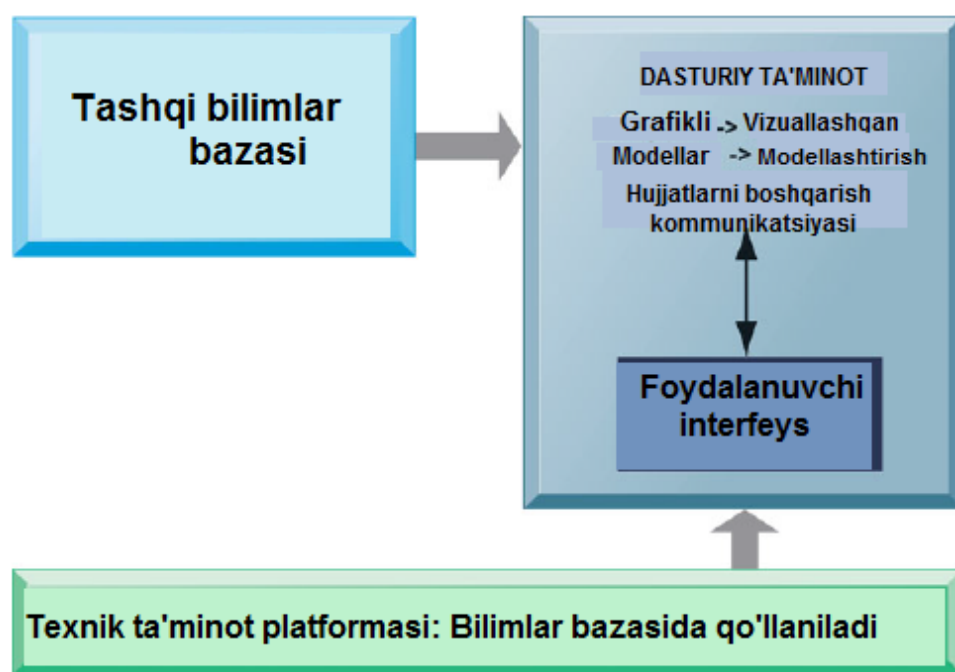 Tashqi bilimlar
bazasi
DASTURIY TA'MINOT
Grafikli -> Vizuallashqan
Modellar -> Modellashtirish
Hujjatlarni boshqarish
kommunikatsiyasi
Foydalanuvchi
interfeys
Texnik ta'minot platformasi: Bilimlar bazasida qo'llaniladi